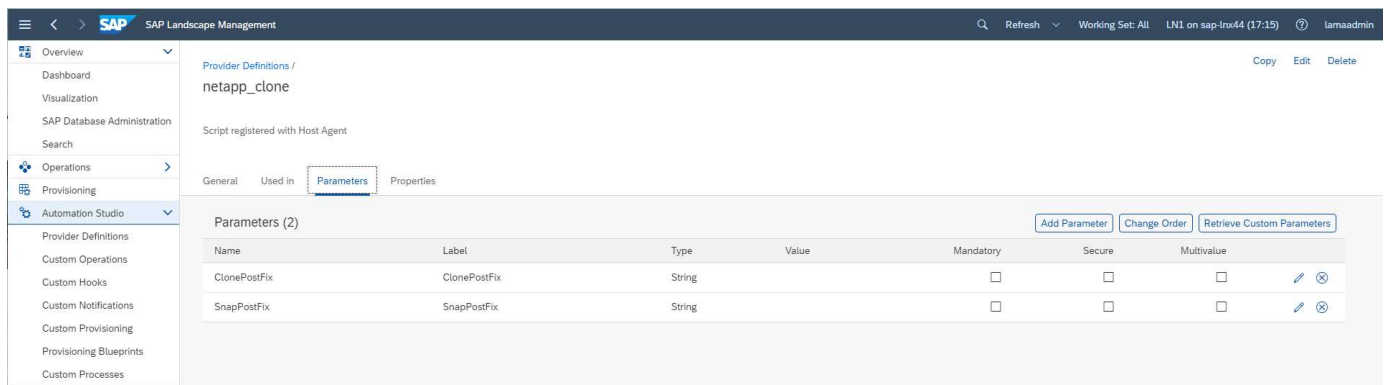 SAP SAP Landscape Management Refresh Working Set: All LN1 on sap-lnx44 (17:15) lamaadmin
Overview
Dashboard
Visualization
SAP Database Administration
Search
Operations
Provisioning
Automation Studio
Provider Definitions
Custom Operations
Custom Hooks
Custom Notifications
Custom Provisioning
Provisioning Blueprints
Custom Processes
Provider Definitions /
Copy Edit Delete
netapp_clone
Script registered with Host Agent
General Used in Parameters Properties
Parameters (2) Add Parameter Change Order Retrieve Custom Parameters
Name Label Type Value Mandatory Secure Multivalue
ClonePostFix ClonePostFix String
SnapPostFix SnapPostFix String